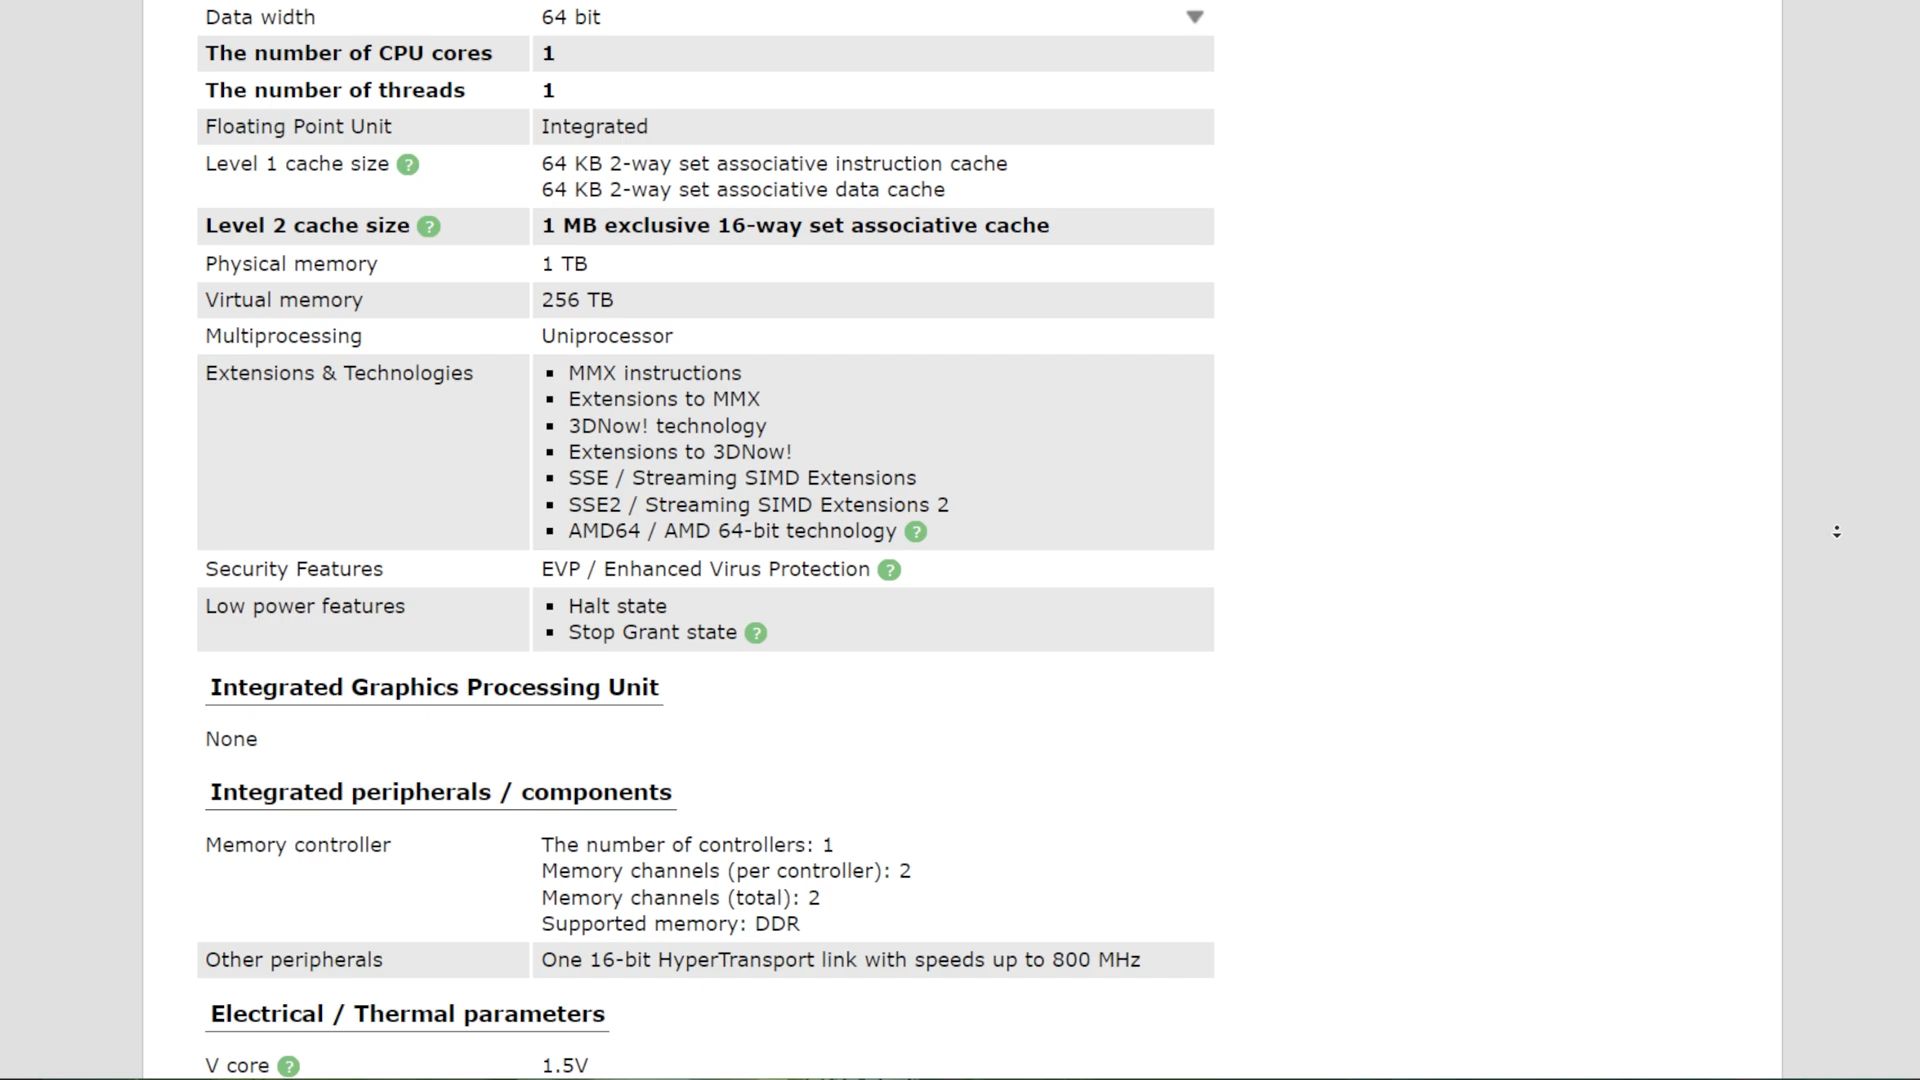 Data width 64 bit
The number of CPU cores 1
The number of threads 1
Floating Point Unit Integrated
Level 1 cache size ? 64 KB 2-way set associative instruction cache
64 KB 2-way set associative data cache
Level 2 cache size ? 1 MB exclusive 16-way set associative cache
Physical memory 1 TB
Virtual memory 256 TB
Multiprocessing Uniprocessor
Extensions & Technologies ▪ MMX instructions
▪ Extensions to MMX
▪ 3DNow! technology
▪ Extensions to 3DNow!
▪ SSE / Streaming SIMD Extensions
▪ SSE2 / Streaming SIMD Extensions 2
▪ AMD64 / AMD 64-bit technology ?
Security Features EVP / Enhanced Virus Protection ?
Low power features ▪ Halt state
▪ Stop Grant state ?
Integrated Graphics Processing Unit
None
Integrated peripherals / components
Memory controller The number of controllers: 1
Memory channels (per controller): 2
Memory channels (total): 2
Supported memory: DDR
Other peripherals One 16-bit HyperTransport link with speeds up to 800 MHz
Electrical / Thermal parameters
V core ? 1.5V